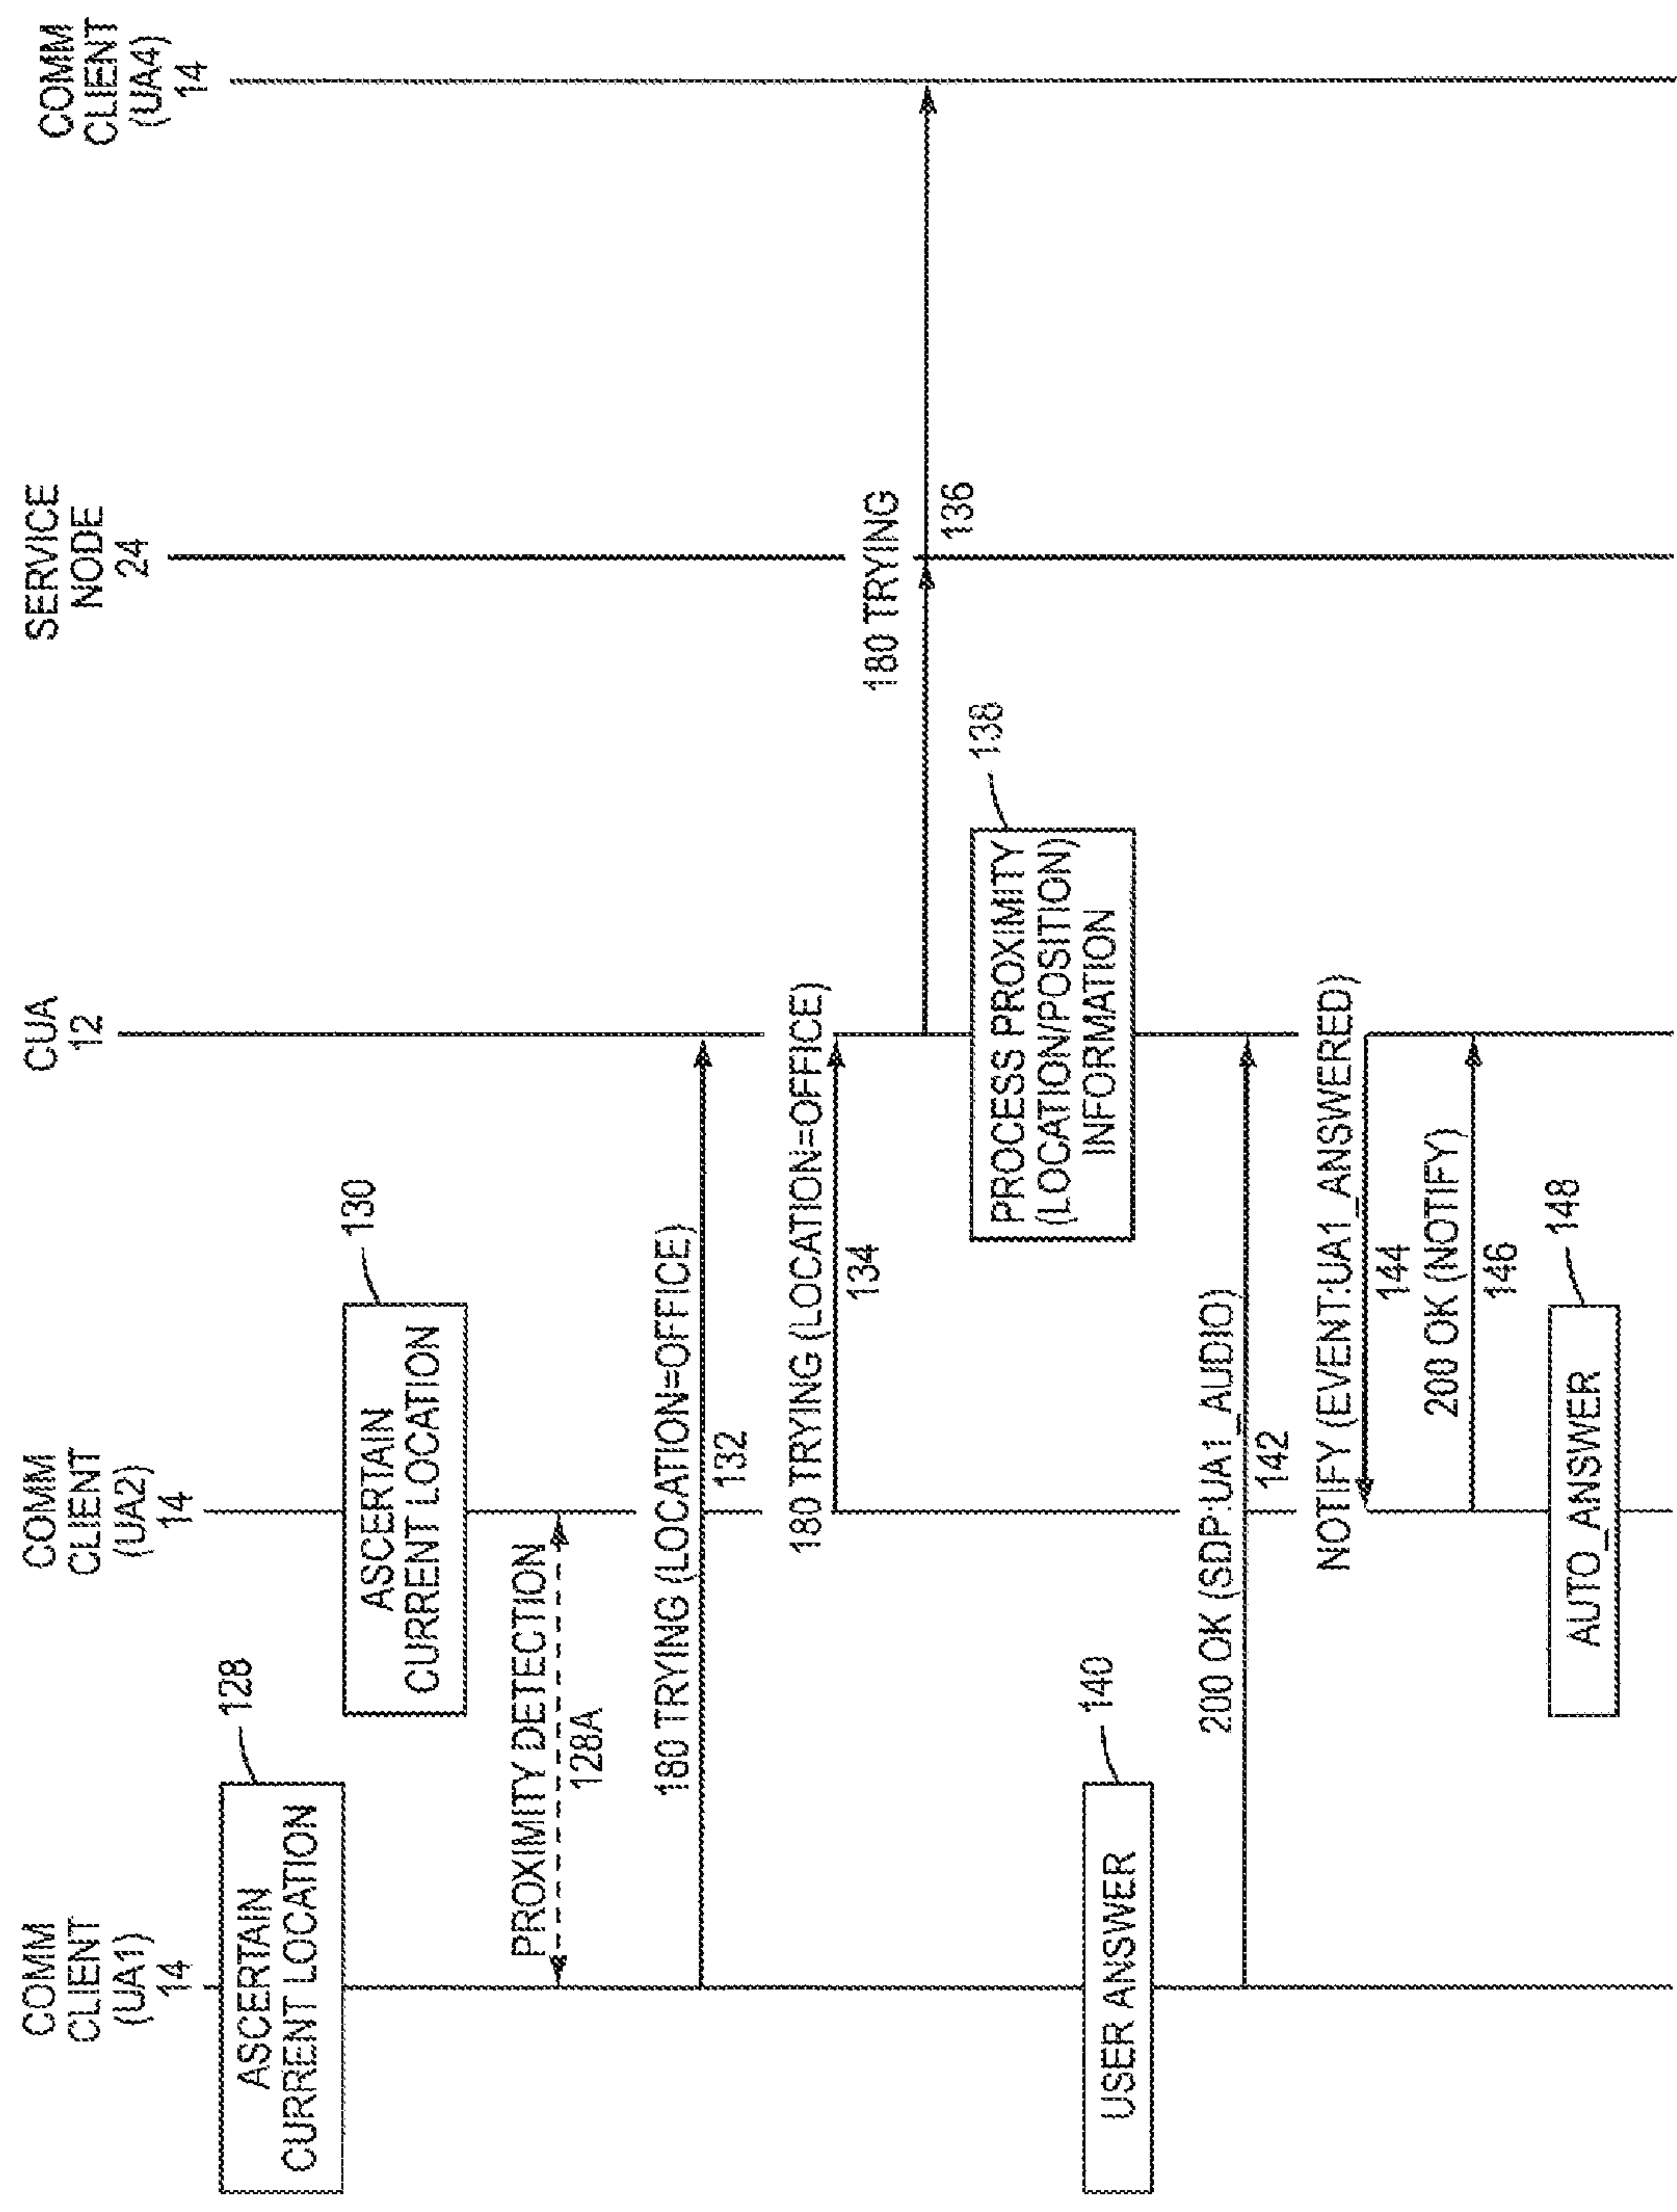 COMM
CLIENT
(UA1)
14
COMM
CLIENT
(UA2)
14
CUA
12
SERVICE
NODE
24
COMM
CLIENT
(UA4)
14
ASCERTAIN
CURRENT LOCATION
128
ASCERTAIN
CURRENT LOCATION
130
PROXIMITY DETECTION
128A
180 TRYING (LOCATION=OFFICE)
132
180 TRYING (LOCATION=OFFICE)
134
180 TRYING
136
PROCESS PROXIMITY
(LOCATION/POSITION)
INFORMATION
138
USER ANSWER
140
200 OK (SDP:UA1_AUDIO)
142
NOTIFY (EVENT:UA1_ANSWERED)
144
200 OK (NOTIFY)
146
AUTO_ANSWER
148